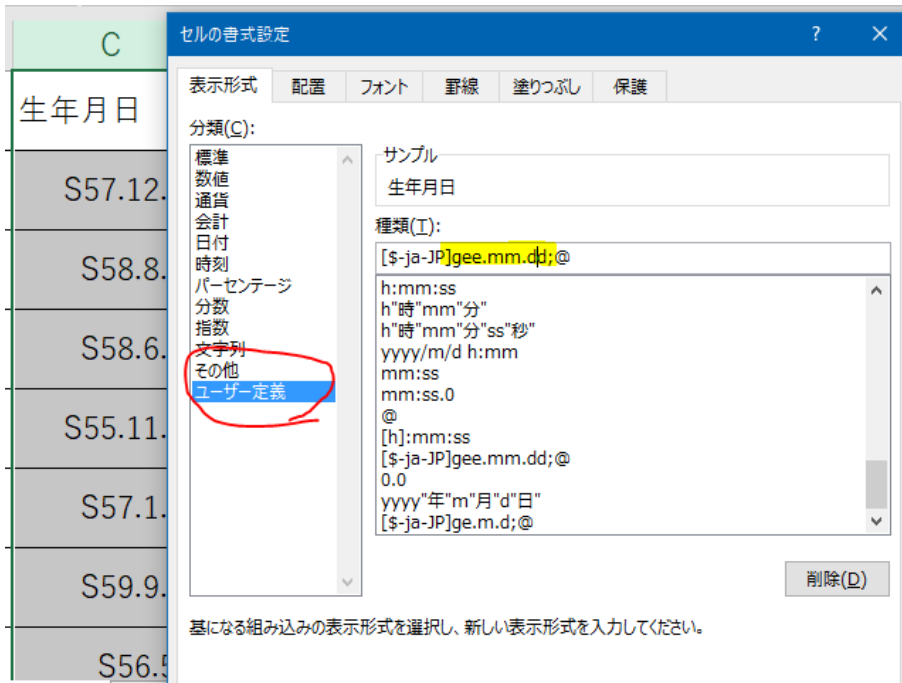 C
生年月日
S57.12.
S58.8.
S58.6.
S55.11.
S57.1.
S59.9.
S56.5
セルの書式設定 ? ×
表示形式 配置 フォント 罫線 塗りつぶし 保護
分類(C):
標準
数値
通貨
会計
日付
時刻
パーセンテージ
分数
指数
文字列
その他
ユーザー定義
サンプル
生年月日
種類(T):
[$-ja-JP]gee.mm.dd;@
h:mm:ss
h"時"mm"分"
h"時"mm"分"ss"秒"
yyyy/m/d h:mm
mm:ss
mm:ss.0
@
[h]:mm:ss
[$-ja-JP]gee.mm.dd;@
0.0
yyyy"年"m"月"d"日"
[$-ja-JP]ge.m.d;@
削除(D)
基になる組み込みの表示形式を選択し、新しい表示形式を入力してください。